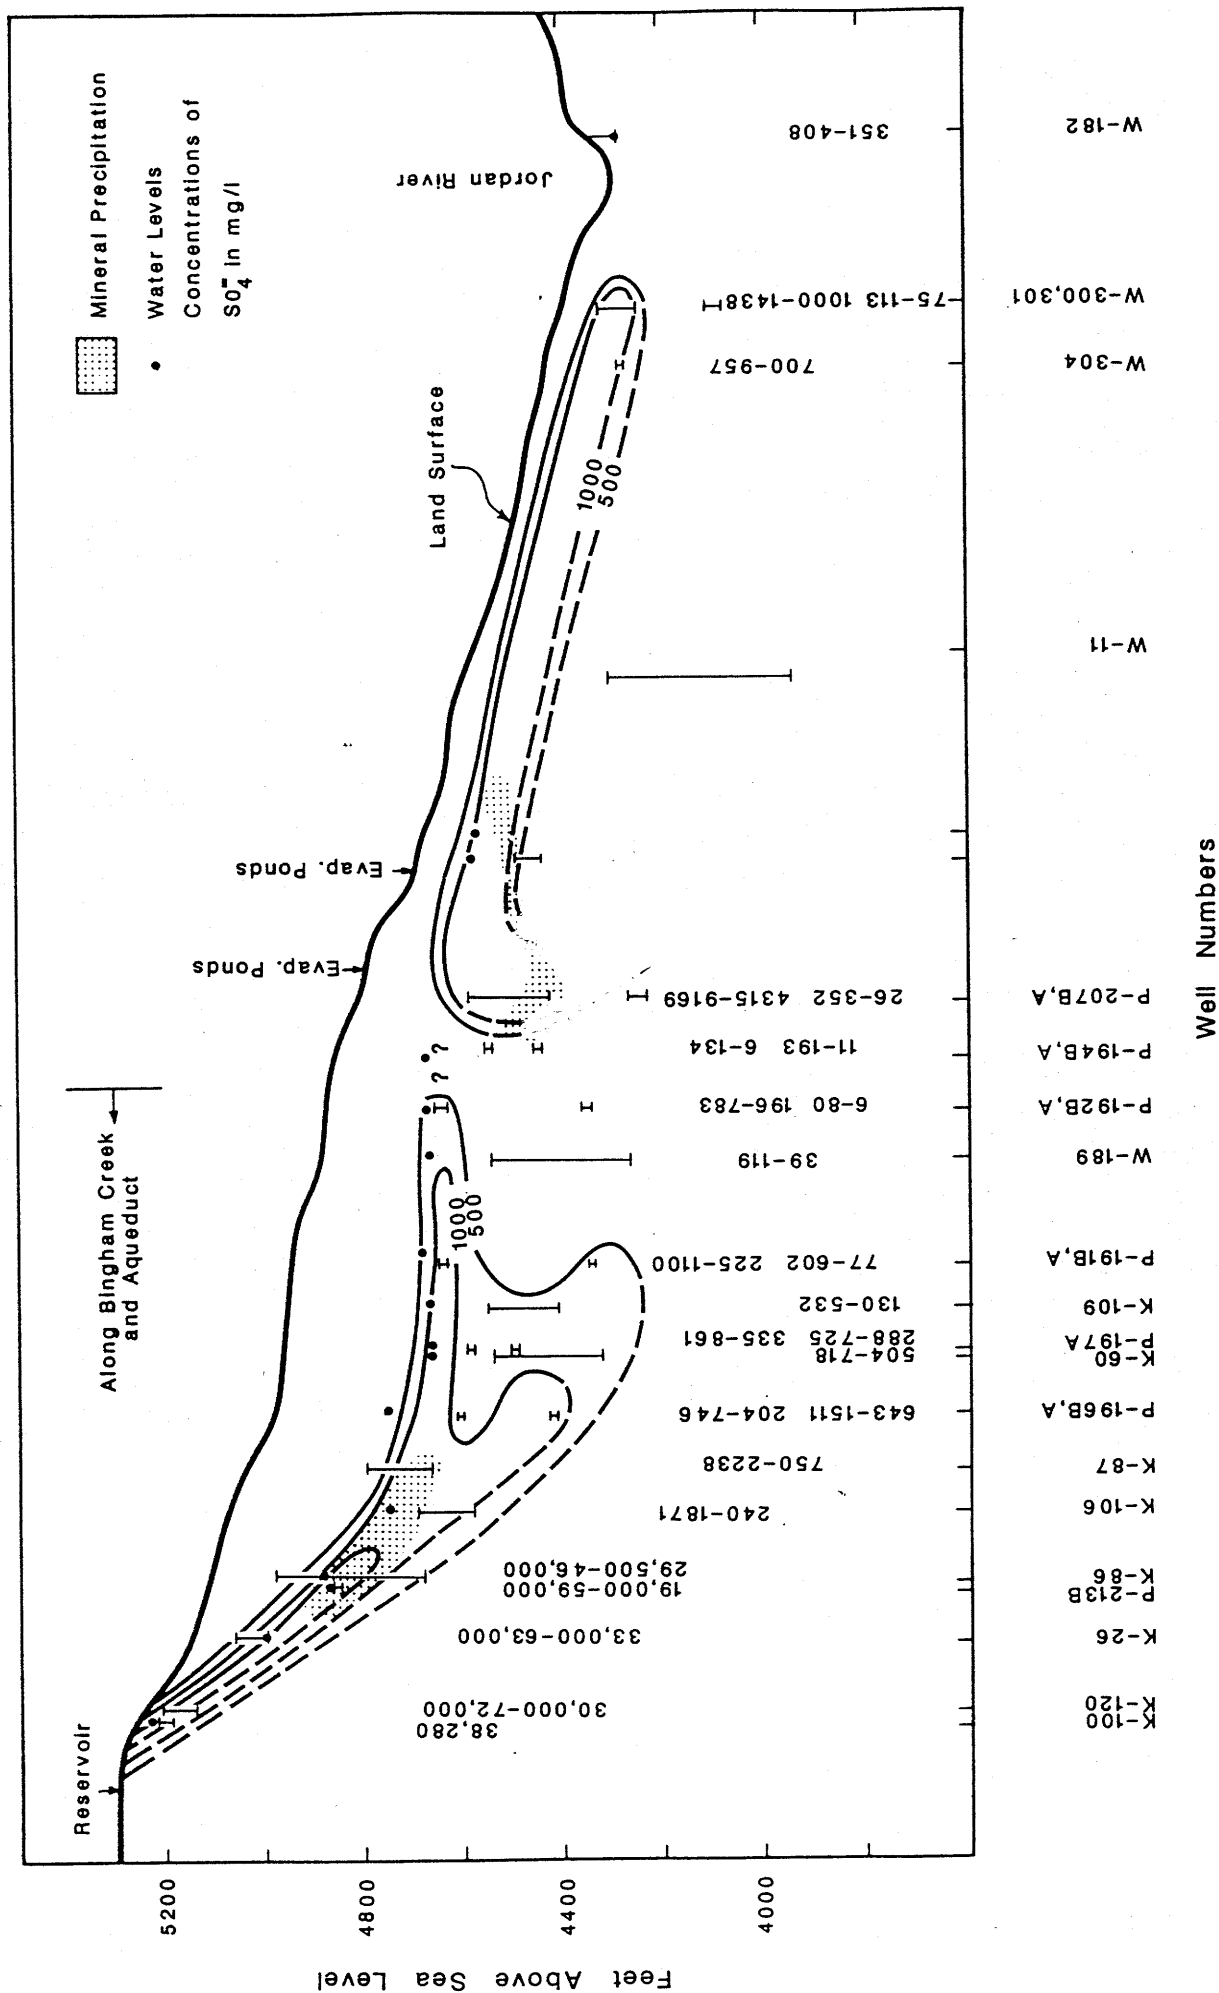 Mineral Precipitation
Water Levels
Concentrations of
SO₄⁼ in mg/l
Reservoir
Along Bingham Creek
and Aqueduct
Evap. Ponds
Evap. Ponds
Land Surface
Jordan River
1000
500
1000
500
?
?
38,280
30,000-72,000
33,000-63,000
19,000-59,000
29,500-46,000
240-1871
750-2238
204-746
643-1511
504-718
335-861
288-725
130-532
225-1100
77-602
39-119
196-783
6-80
6-134
11-193
4315-9169
26-352
700-957
1000-1438
75-113
351-408
5200
4800
4400
4000
Feet Above Sea Level
K-100
K-120
K-26
P-213B
K-86
K-106
K-87
P-196B,A
K-60
P-197A
K-109
P-191B,A
W-189
P-192B,A
P-194B,A
P-207B,A
W-11
W-304
W-300,301
W-182
Well Numbers